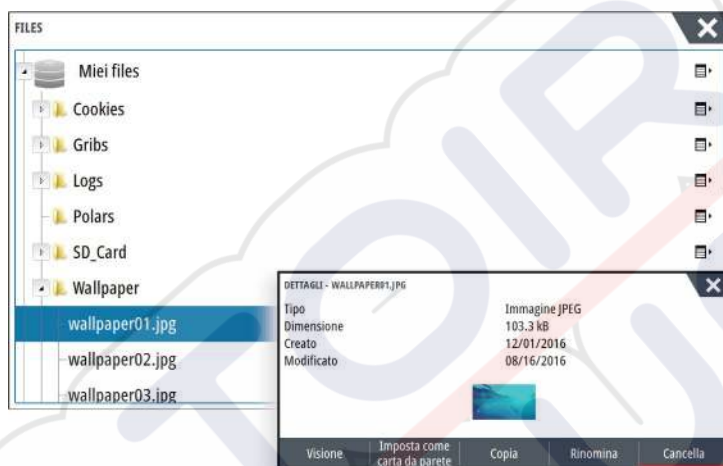 FILES
Miei files
Cookies
Gribs
Logs
Polars
SD_Card
Wallpaper
wallpaper01.jpg
wallpaper02.jpg
wallpaper03.jpg
DETTAGLI - WALLPAPER01.JPG
Tipo Immagine JPEG
Dimensione 103.3 kB
Creato 12/01/2016
Modificato 08/16/2016
Visione Imposta come carta da parete Copia Rinomina Cancella